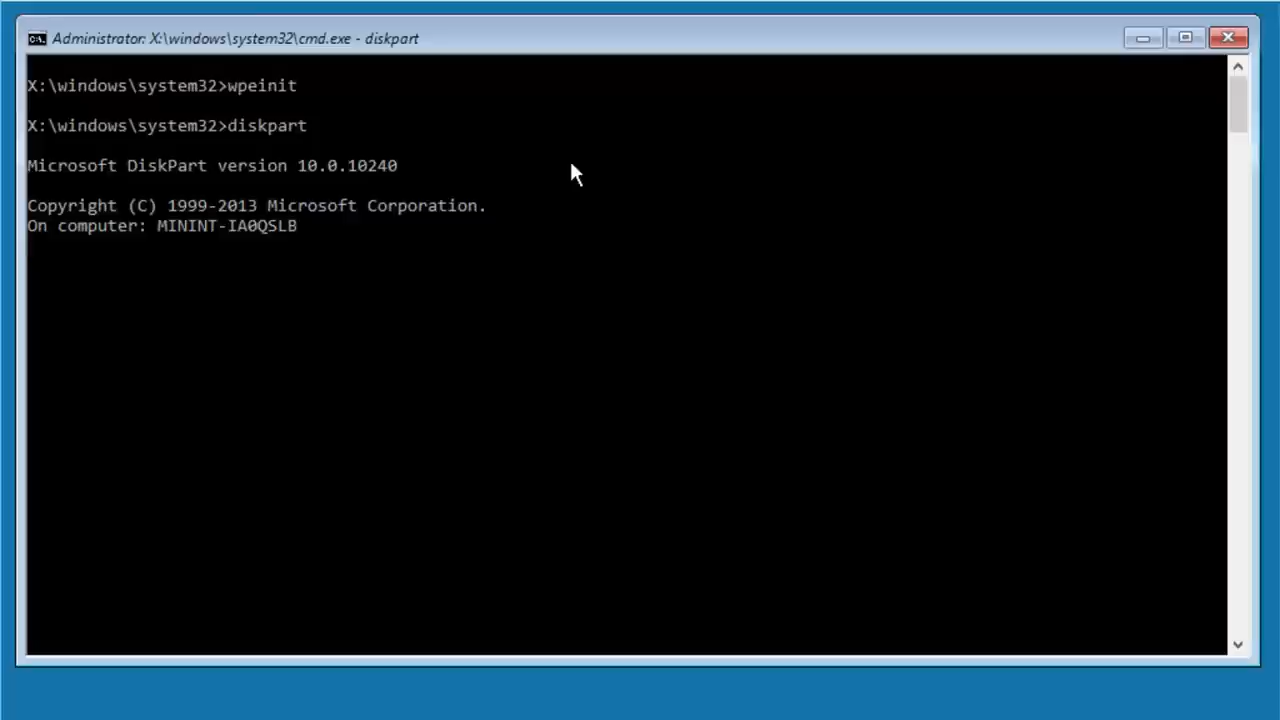 Administrator: X:\windows\system32\cmd.exe - diskpart
X:\windows\system32>wpeinit
X:\windows\system32>diskpart
Microsoft DiskPart version 10.0.10240
Copyright (C) 1999-2013 Microsoft Corporation.
On computer: MININT-IA0QSLB